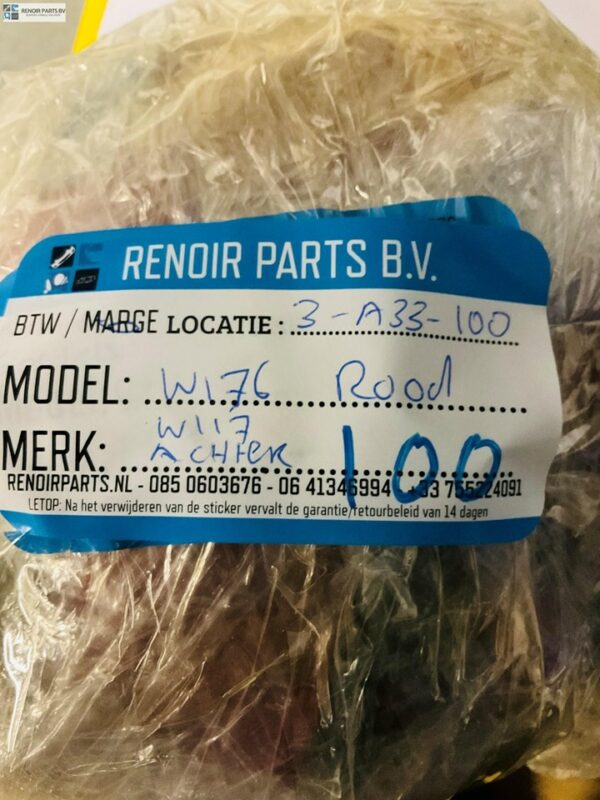 RENOIR PARTS BV
RENOIR PARTS B.V.
BTW / MARGE LOCATIE : 3-A33-100
MODEL: W176 Rood
W117
MERK: ACHTER 100
RENOIRPARTS.NL - 085 0603676 - 06 41346994 +33 755224091
LETOP: Na het verwijderen van de sticker vervalt de garantie/retourbeleid van 14 dagen